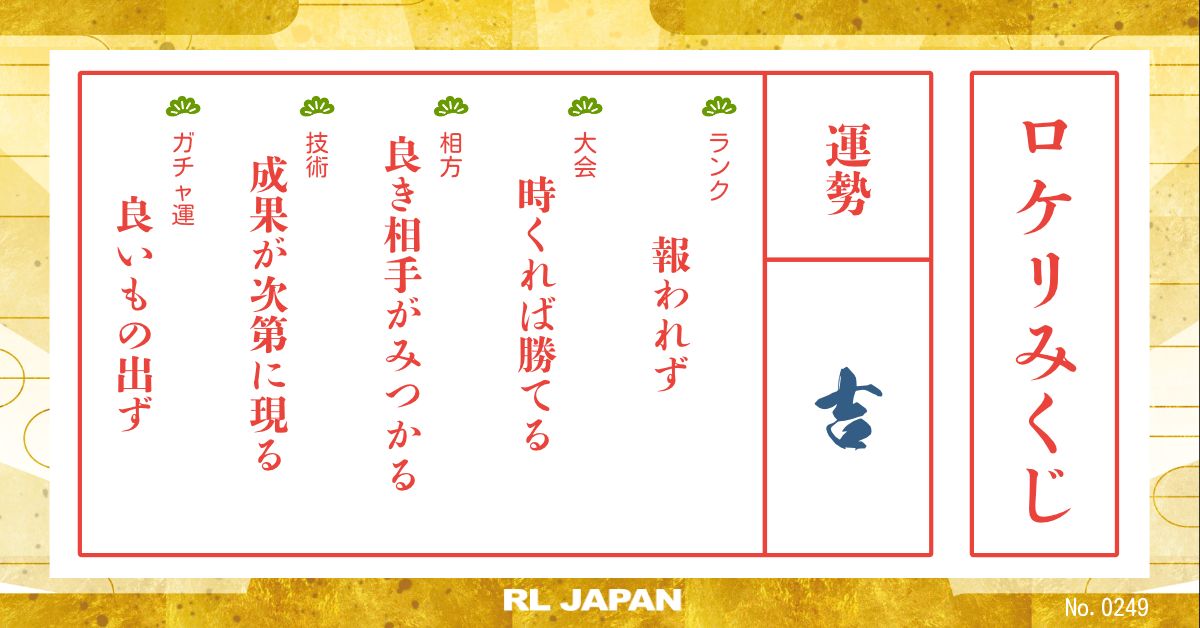 ロケリみくじ
運勢
吉
ランク
報われず
大会
時くれば勝てる
相方
良き相手がみつかる
技術
成果が次第に現る
ガチャ運
良いもの出ず
RL JAPAN
No. 0249